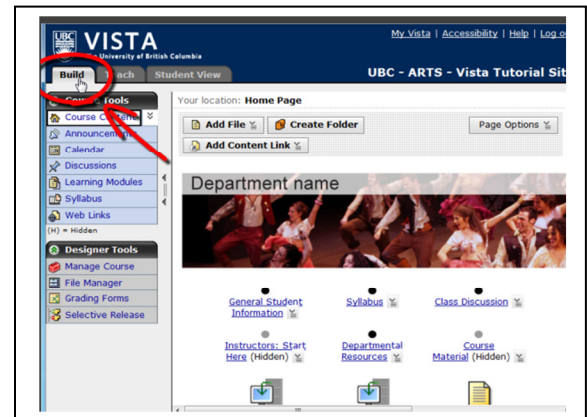 UBC VISTA
The University of British Columbia
My Vista | Accessibility | Help | Log o
Build Teach Student View
UBC - ARTS - Vista Tutorial Sit
Course Tools
Course Content
Announcements
Calendar
Discussions
Learning Modules
Syllabus
Web Links
(H) = Hidden
Designer Tools
Manage Course
File Manager
Grading Forms
Selective Release
Your location: Home Page
Add File Create Folder Page Options
Add Content Link
Department name
General Student
Information
Syllabus
Class Discussion
Instructors: Start
Here (Hidden)
Departmental
Resources
Course
Material (Hidden)